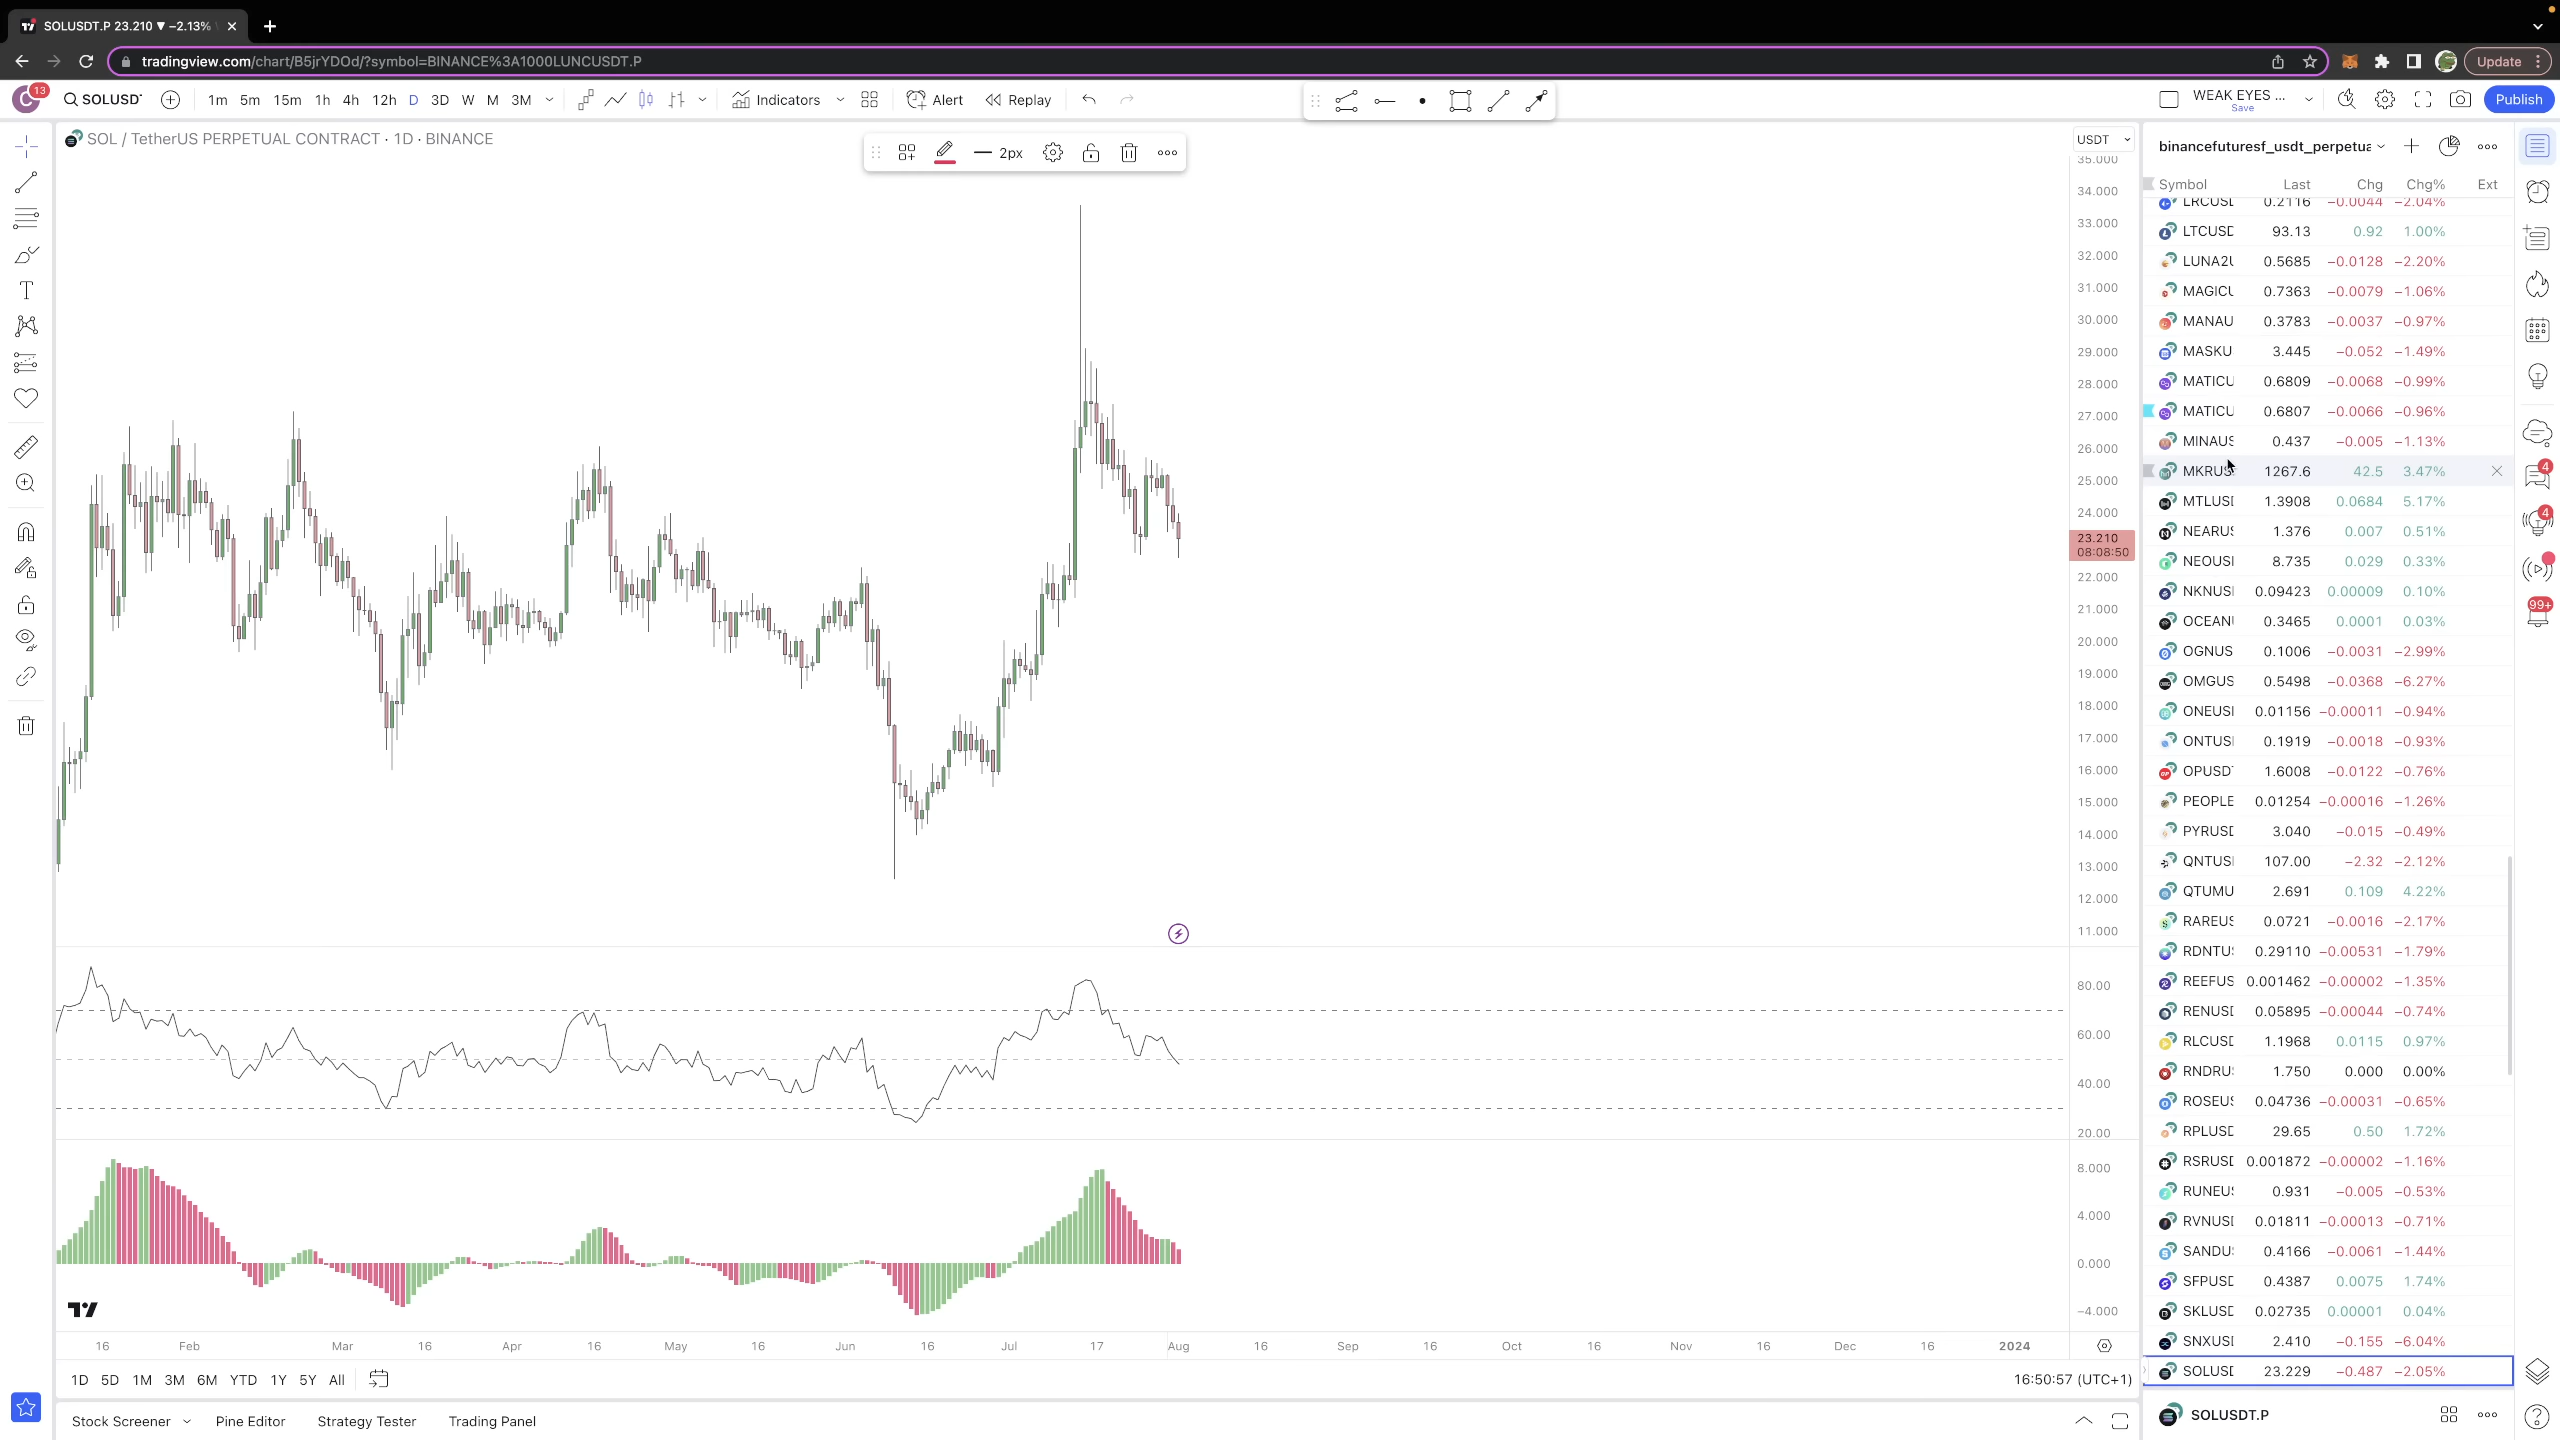 SOLUSDT.P 23.210 ▼ −2.13%
tradingview.com/chart/B5jrYDOd/?symbol=BINANCE%3A1000LUNCUSDT.P
Update
C 13 SOLUSD 1m 5m 15m 1h 4h 12h D 3D W M 3M Indicators Alert Replay
WEAK EYES ... Save Publish
SOL / TetherUS PERPETUAL CONTRACT · 1D · BINANCE
2px
USDT
35.000
34.000
33.000
32.000
31.000
30.000
29.000
28.000
27.000
26.000
25.000
24.000
23.210
08:08:50
22.000
21.000
20.000
19.000
18.000
17.000
16.000
15.000
14.000
13.000
12.000
11.000
80.00
60.00
40.00
20.00
8.000
4.000
0.000
−4.000
16 Feb Mar 16 Apr 16 May 16 Jun 16 Jul 17 Aug 16 Sep 16 Oct 16 Nov 16 Dec 16 2024
1D 5D 1M 3M 6M YTD 1Y 5Y All
16:50:57 (UTC+1)
Stock Screener Pine Editor Strategy Tester Trading Panel
binancefuturesf_usdt_perpetua
Symbol Last Chg Chg% Ext
LRCUSD 0.2116 −0.0044 −2.04%
LTCUSD 93.13 0.92 1.00%
LUNA2U 0.5685 −0.0128 −2.20%
MAGICU 0.7363 −0.0079 −1.06%
MANAU 0.3783 −0.0037 −0.97%
MASKU 3.445 −0.052 −1.49%
MATICU 0.6809 −0.0068 −0.99%
MATICU 0.6807 −0.0066 −0.96%
MINAUS 0.437 −0.005 −1.13%
MKRUS 1267.6 42.5 3.47%
MTLUSD 1.3908 0.0684 5.17%
NEARUS 1.376 0.007 0.51%
NEOUSI 8.735 0.029 0.33%
NKNUSI 0.09423 0.00009 0.10%
OCEANI 0.3465 0.0001 0.03%
OGNUS 0.1006 −0.0031 −2.99%
OMGUS 0.5498 −0.0368 −6.27%
ONEUSI 0.01156 −0.00011 −0.94%
ONTUSI 0.1919 −0.0018 −0.93%
OPUSDT 1.6008 −0.0122 −0.76%
PEOPLE 0.01254 −0.00016 −1.26%
PYRUSD 3.040 −0.015 −0.49%
QNTUSI 107.00 −2.32 −2.12%
QTUMU 2.691 0.109 4.22%
RAREUS 0.0721 −0.0016 −2.17%
RDNTUS 0.29110 −0.00531 −1.79%
REEFUS 0.001462 −0.00002 −1.35%
RENUSD 0.05895 −0.00044 −0.74%
RLCUSD 1.1968 0.0115 0.97%
RNDRUS 1.750 0.000 0.00%
ROSEUS 0.04736 −0.00031 −0.65%
RPLUSD 29.65 0.50 1.72%
RSRUSD 0.001872 −0.00002 −1.16%
RUNEUS 0.931 −0.005 −0.53%
RVNUSD 0.01811 −0.00013 −0.71%
SANDUS 0.4166 −0.0061 −1.44%
SFPUSD 0.4387 0.0075 1.74%
SKLUSD 0.02735 0.00001 0.04%
SNXUSI 2.410 −0.155 −6.04%
SOLUSD 23.229 −0.487 −2.05%
SOLUSDT.P
4
4
99+